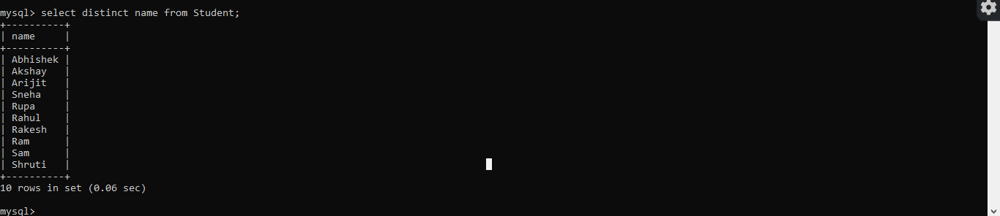 mysql> select distinct name from Student;
+----------+
| name     |
+----------+
| Abhishek |
| Akshay   |
| Arijit   |
| Sneha    |
| Rupa     |
| Rahul    |
| Rakesh   |
| Ram      |
| Sam      |
| Shruti   |
+----------+
10 rows in set (0.06 sec)

mysql>